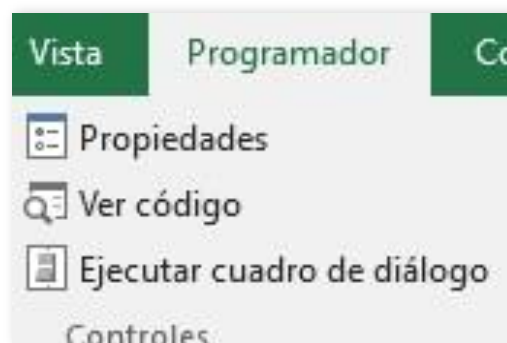 Vista Programador
Propiedades
Ver código
Ejecutar cuadro de diálogo
Controles